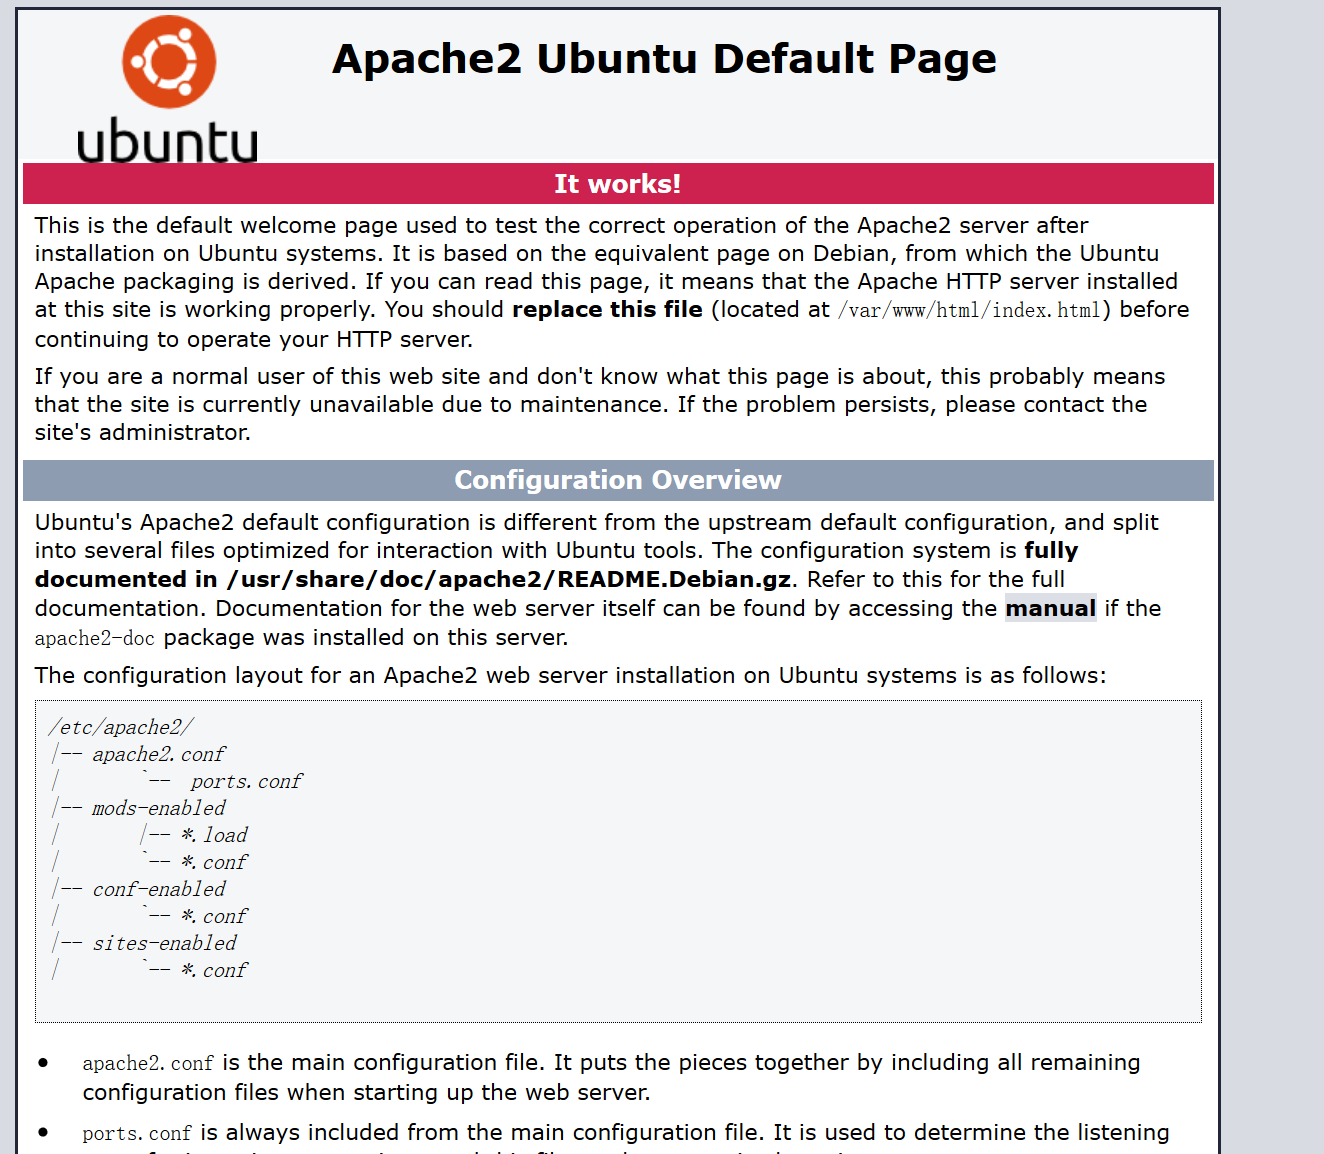 ubuntu
Apache2 Ubuntu Default Page
It works!
This is the default welcome page used to test the correct operation of the Apache2 server after
installation on Ubuntu systems. It is based on the equivalent page on Debian, from which the Ubuntu
Apache packaging is derived. If you can read this page, it means that the Apache HTTP server installed
at this site is working properly. You should replace this file (located at /var/www/html/index.html) before
continuing to operate your HTTP server.
If you are a normal user of this web site and don't know what this page is about, this probably means
that the site is currently unavailable due to maintenance. If the problem persists, please contact the
site's administrator.
Configuration Overview
Ubuntu's Apache2 default configuration is different from the upstream default configuration, and split
into several files optimized for interaction with Ubuntu tools. The configuration system is fully
documented in /usr/share/doc/apache2/README.Debian.gz. Refer to this for the full
documentation. Documentation for the web server itself can be found by accessing the manual if the
apache2-doc package was installed on this server.
The configuration layout for an Apache2 web server installation on Ubuntu systems is as follows:
/etc/apache2/
|-- apache2.conf
|       `--  ports.conf
|-- mods-enabled
|       |-- *.load
|       `-- *.conf
|-- conf-enabled
|       `-- *.conf
|-- sites-enabled
|       `-- *.conf
• apache2.conf is the main configuration file. It puts the pieces together by including all remaining
configuration files when starting up the web server.
• ports.conf is always included from the main configuration file. It is used to determine the listening